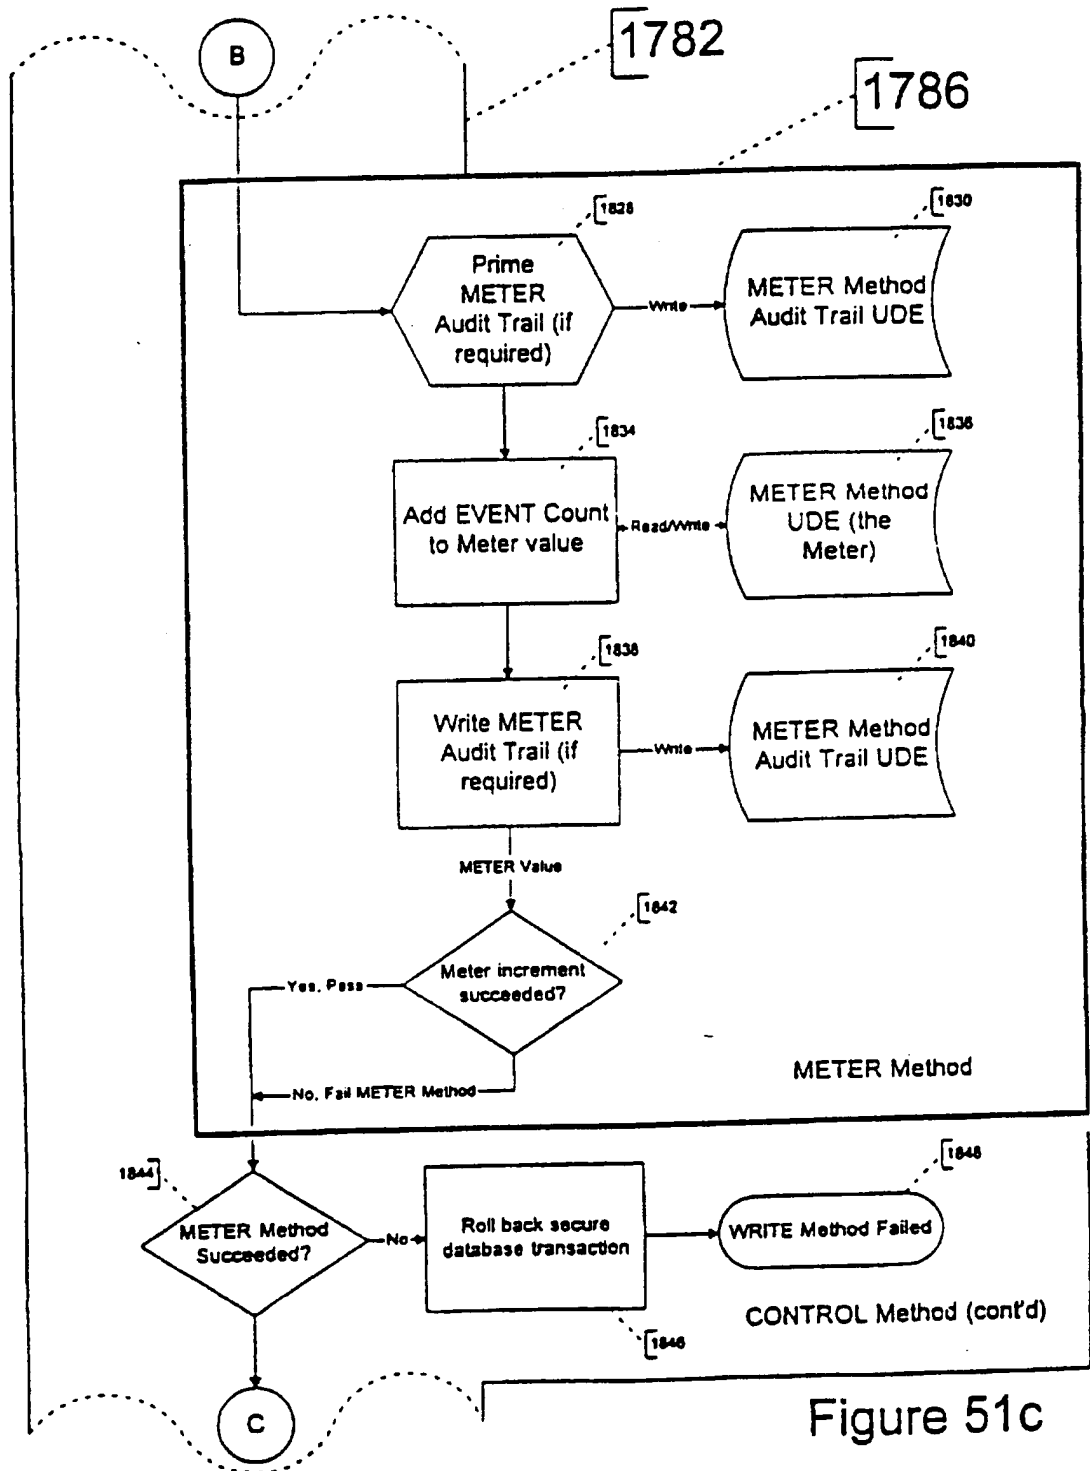 B
1782
1786
1828
Prime
METER
Audit Trail (if
required)
Write
1830
METER Method
Audit Trail UDE
1834
Add EVENT Count
to Meter value
Read/Write
1836
METER Method
UDE (the
Meter)
1838
Write METER
Audit Trail (if
required)
Write
1840
METER Method
Audit Trail UDE
METER Value
1842
Meter increment
succeeded?
Yes, Pass
No, Fail METER Method
METER Method
1844
METER Method
Succeeded?
No
Roll back secure
database transaction
1846
1848
WRITE Method Failed
CONTROL Method (cont'd)
C
Figure 51c